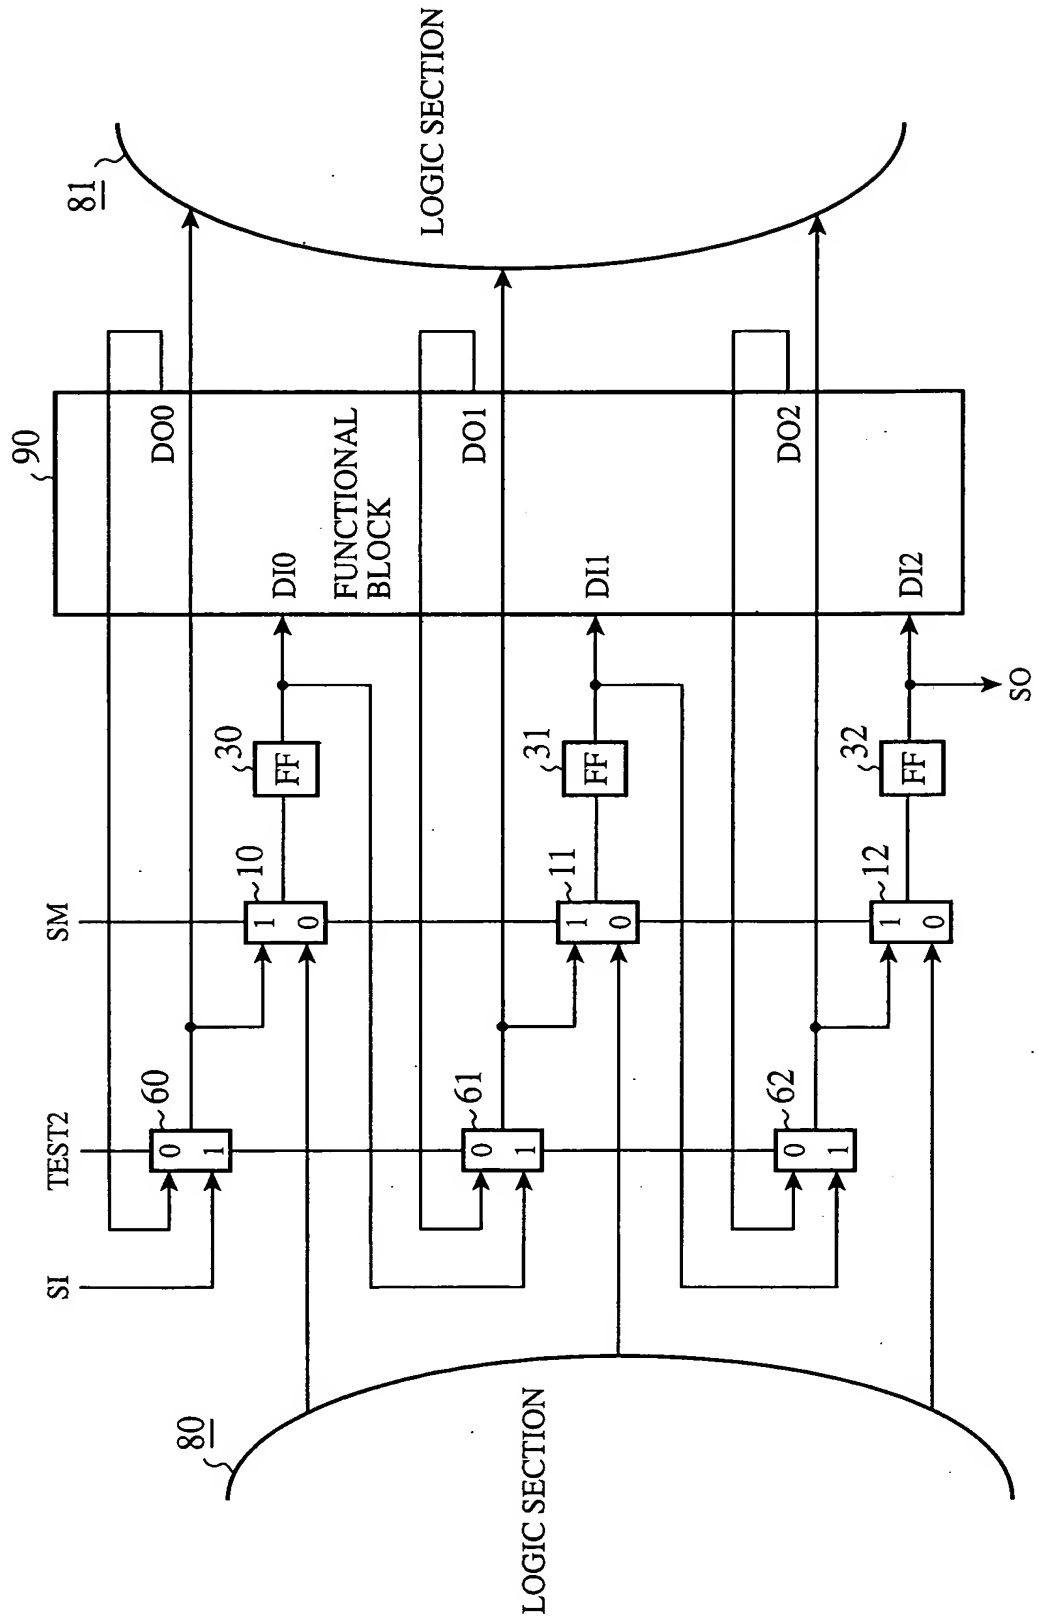 SI
TEST2
SM
90
81
80
60
0
1
10
1
0
30
FF
DI0
DO0
FUNCTIONAL
BLOCK
61
0
1
11
1
0
31
FF
DI1
DO1
62
0
1
12
1
0
32
FF
DI2
DO2
SO
LOGIC SECTION
LOGIC SECTION